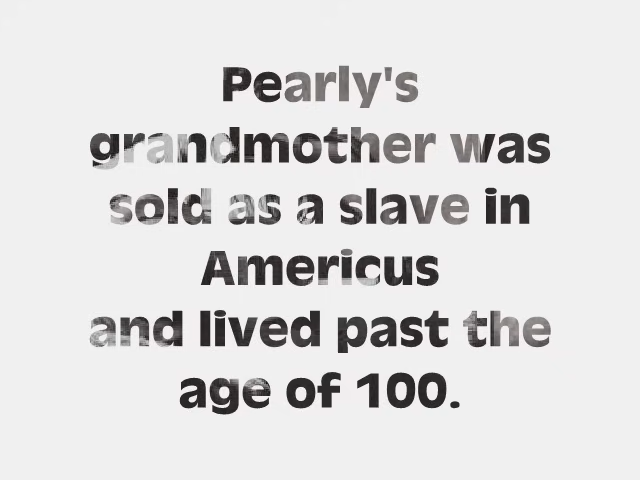 Pearly's
grandmother was
sold as a slave in
Americus
and lived past the
age of 100.